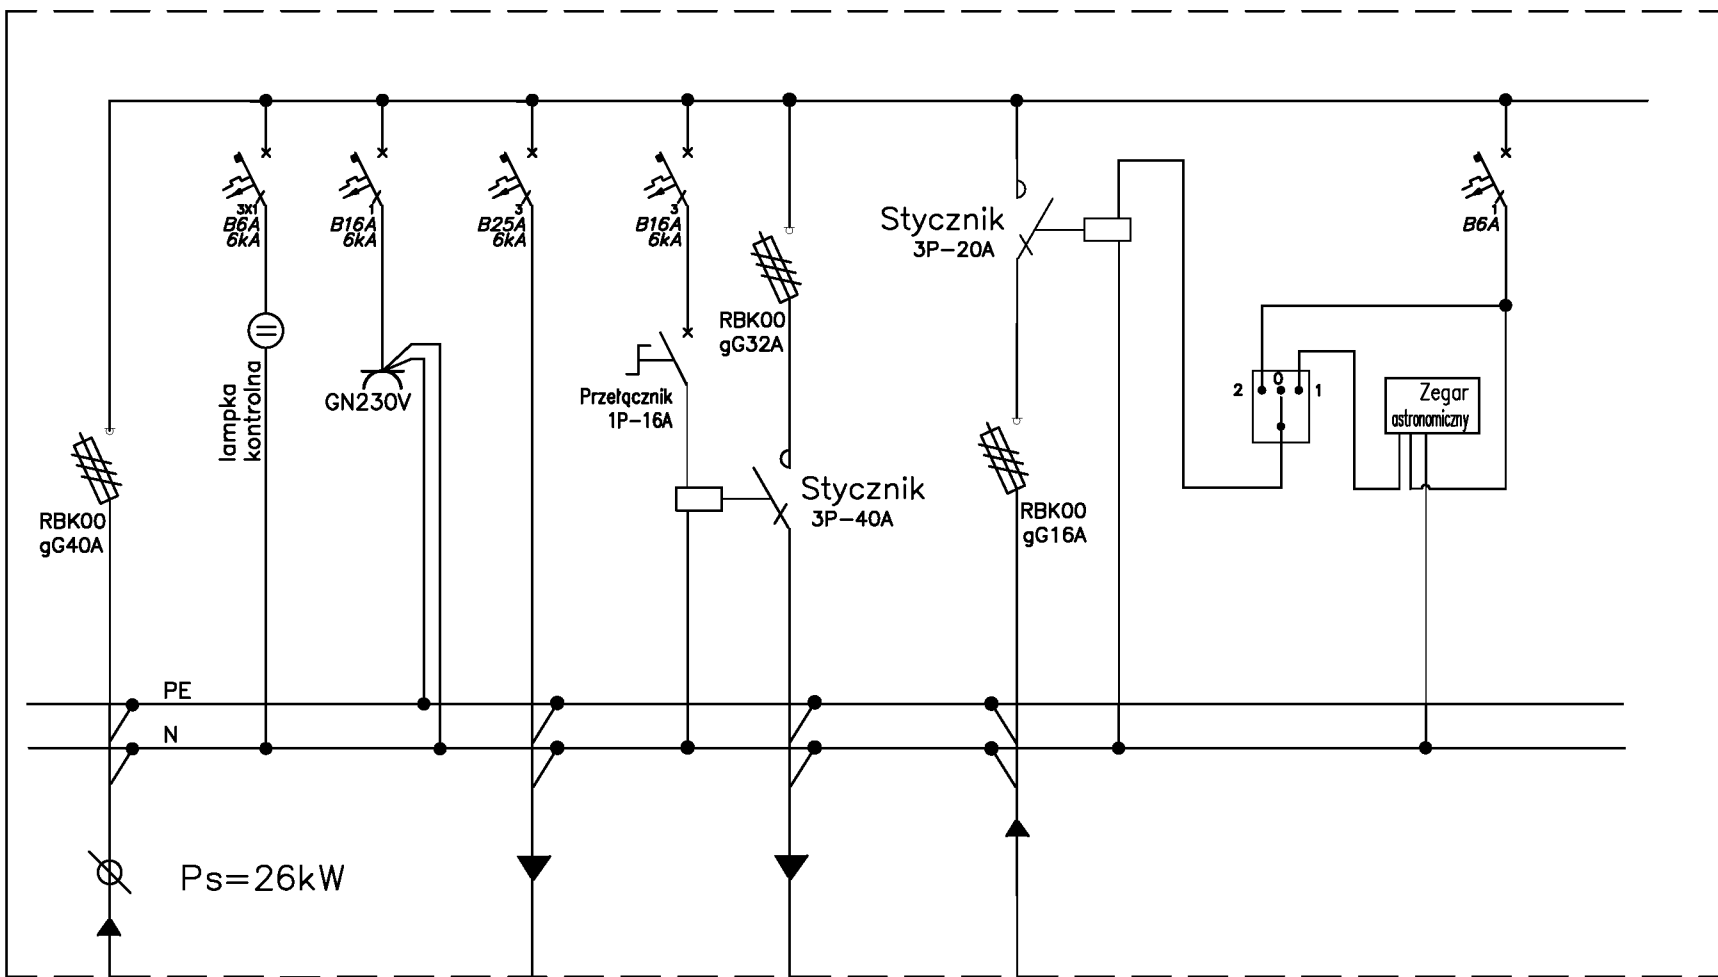 3X1
B6A
6kA
1
B16A
6kA
3
B25A
6kA
3
B16A
6kA
Stycznik
3P-20A
1
B6A
RBK00
gG32A
lampka
kontrolna
GN230V
Przełącznik
1P-16A
2
0
1
Zegar
astronomiczny
Stycznik
3P-40A
RBK00
gG40A
RBK00
gG16A
PE
N
Ps=26kW